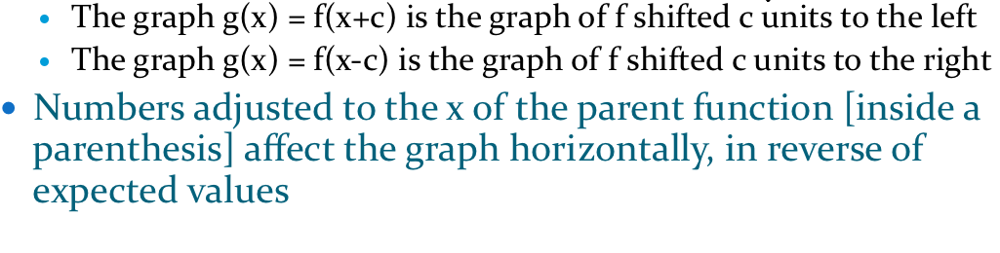 • The graph g(x) = f(x+c) is the graph of f shifted c units to the left
• The graph g(x) = f(x-c) is the graph of f shifted c units to the right
• Numbers adjusted to the x of the parent function [inside a
parenthesis] affect the graph horizontally, in reverse of
expected values